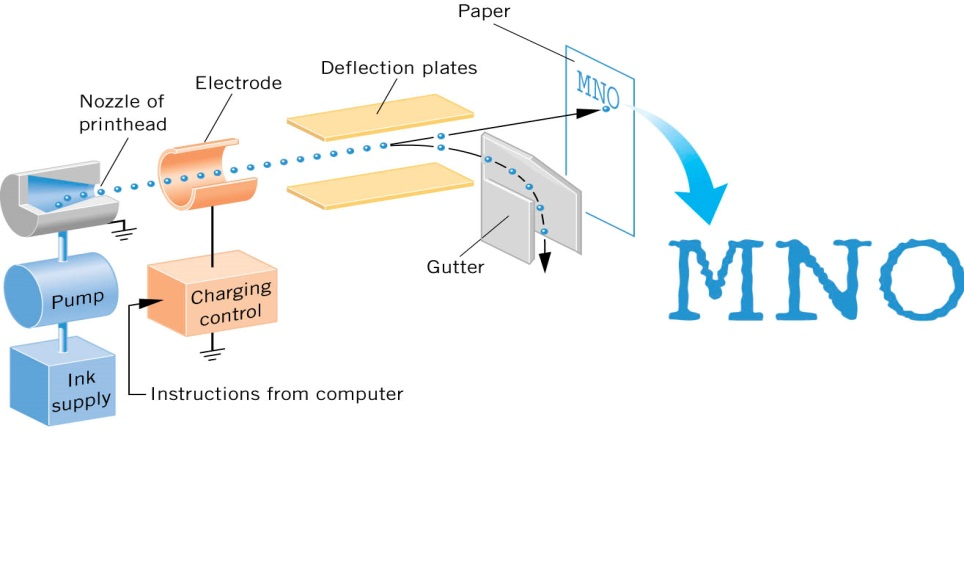 Paper
Deflection plates
Electrode
Nozzle of
printhead
MNO
Gutter
MNO
Pump
Charging
control
Ink
supply
Instructions from computer